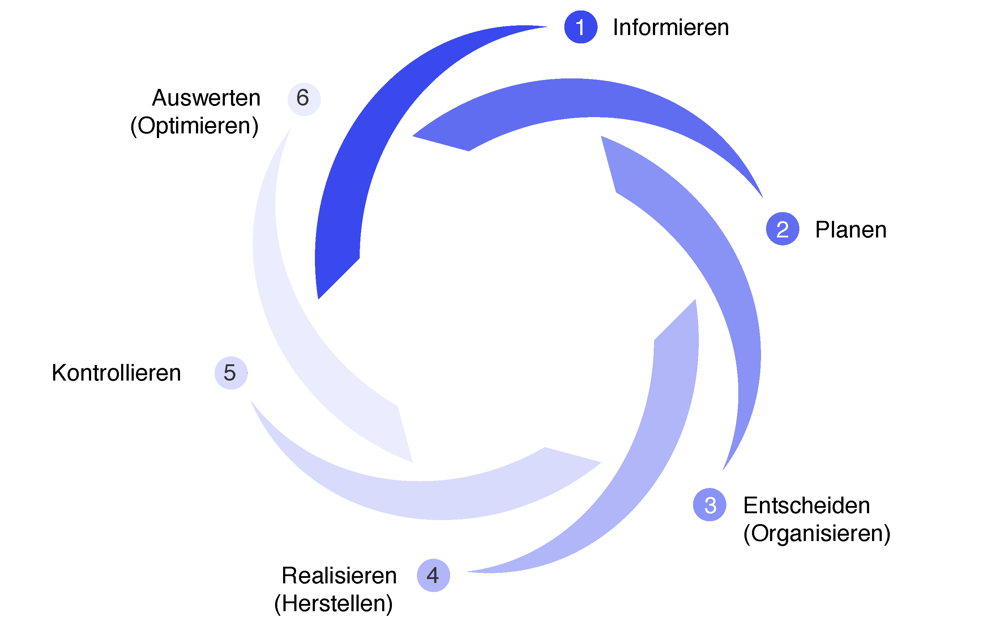 1 Informieren
2 Planen
3 Entscheiden
(Organisieren)
4 Realisieren
(Herstellen)
5 Kontrollieren
6 Auswerten
(Optimieren)